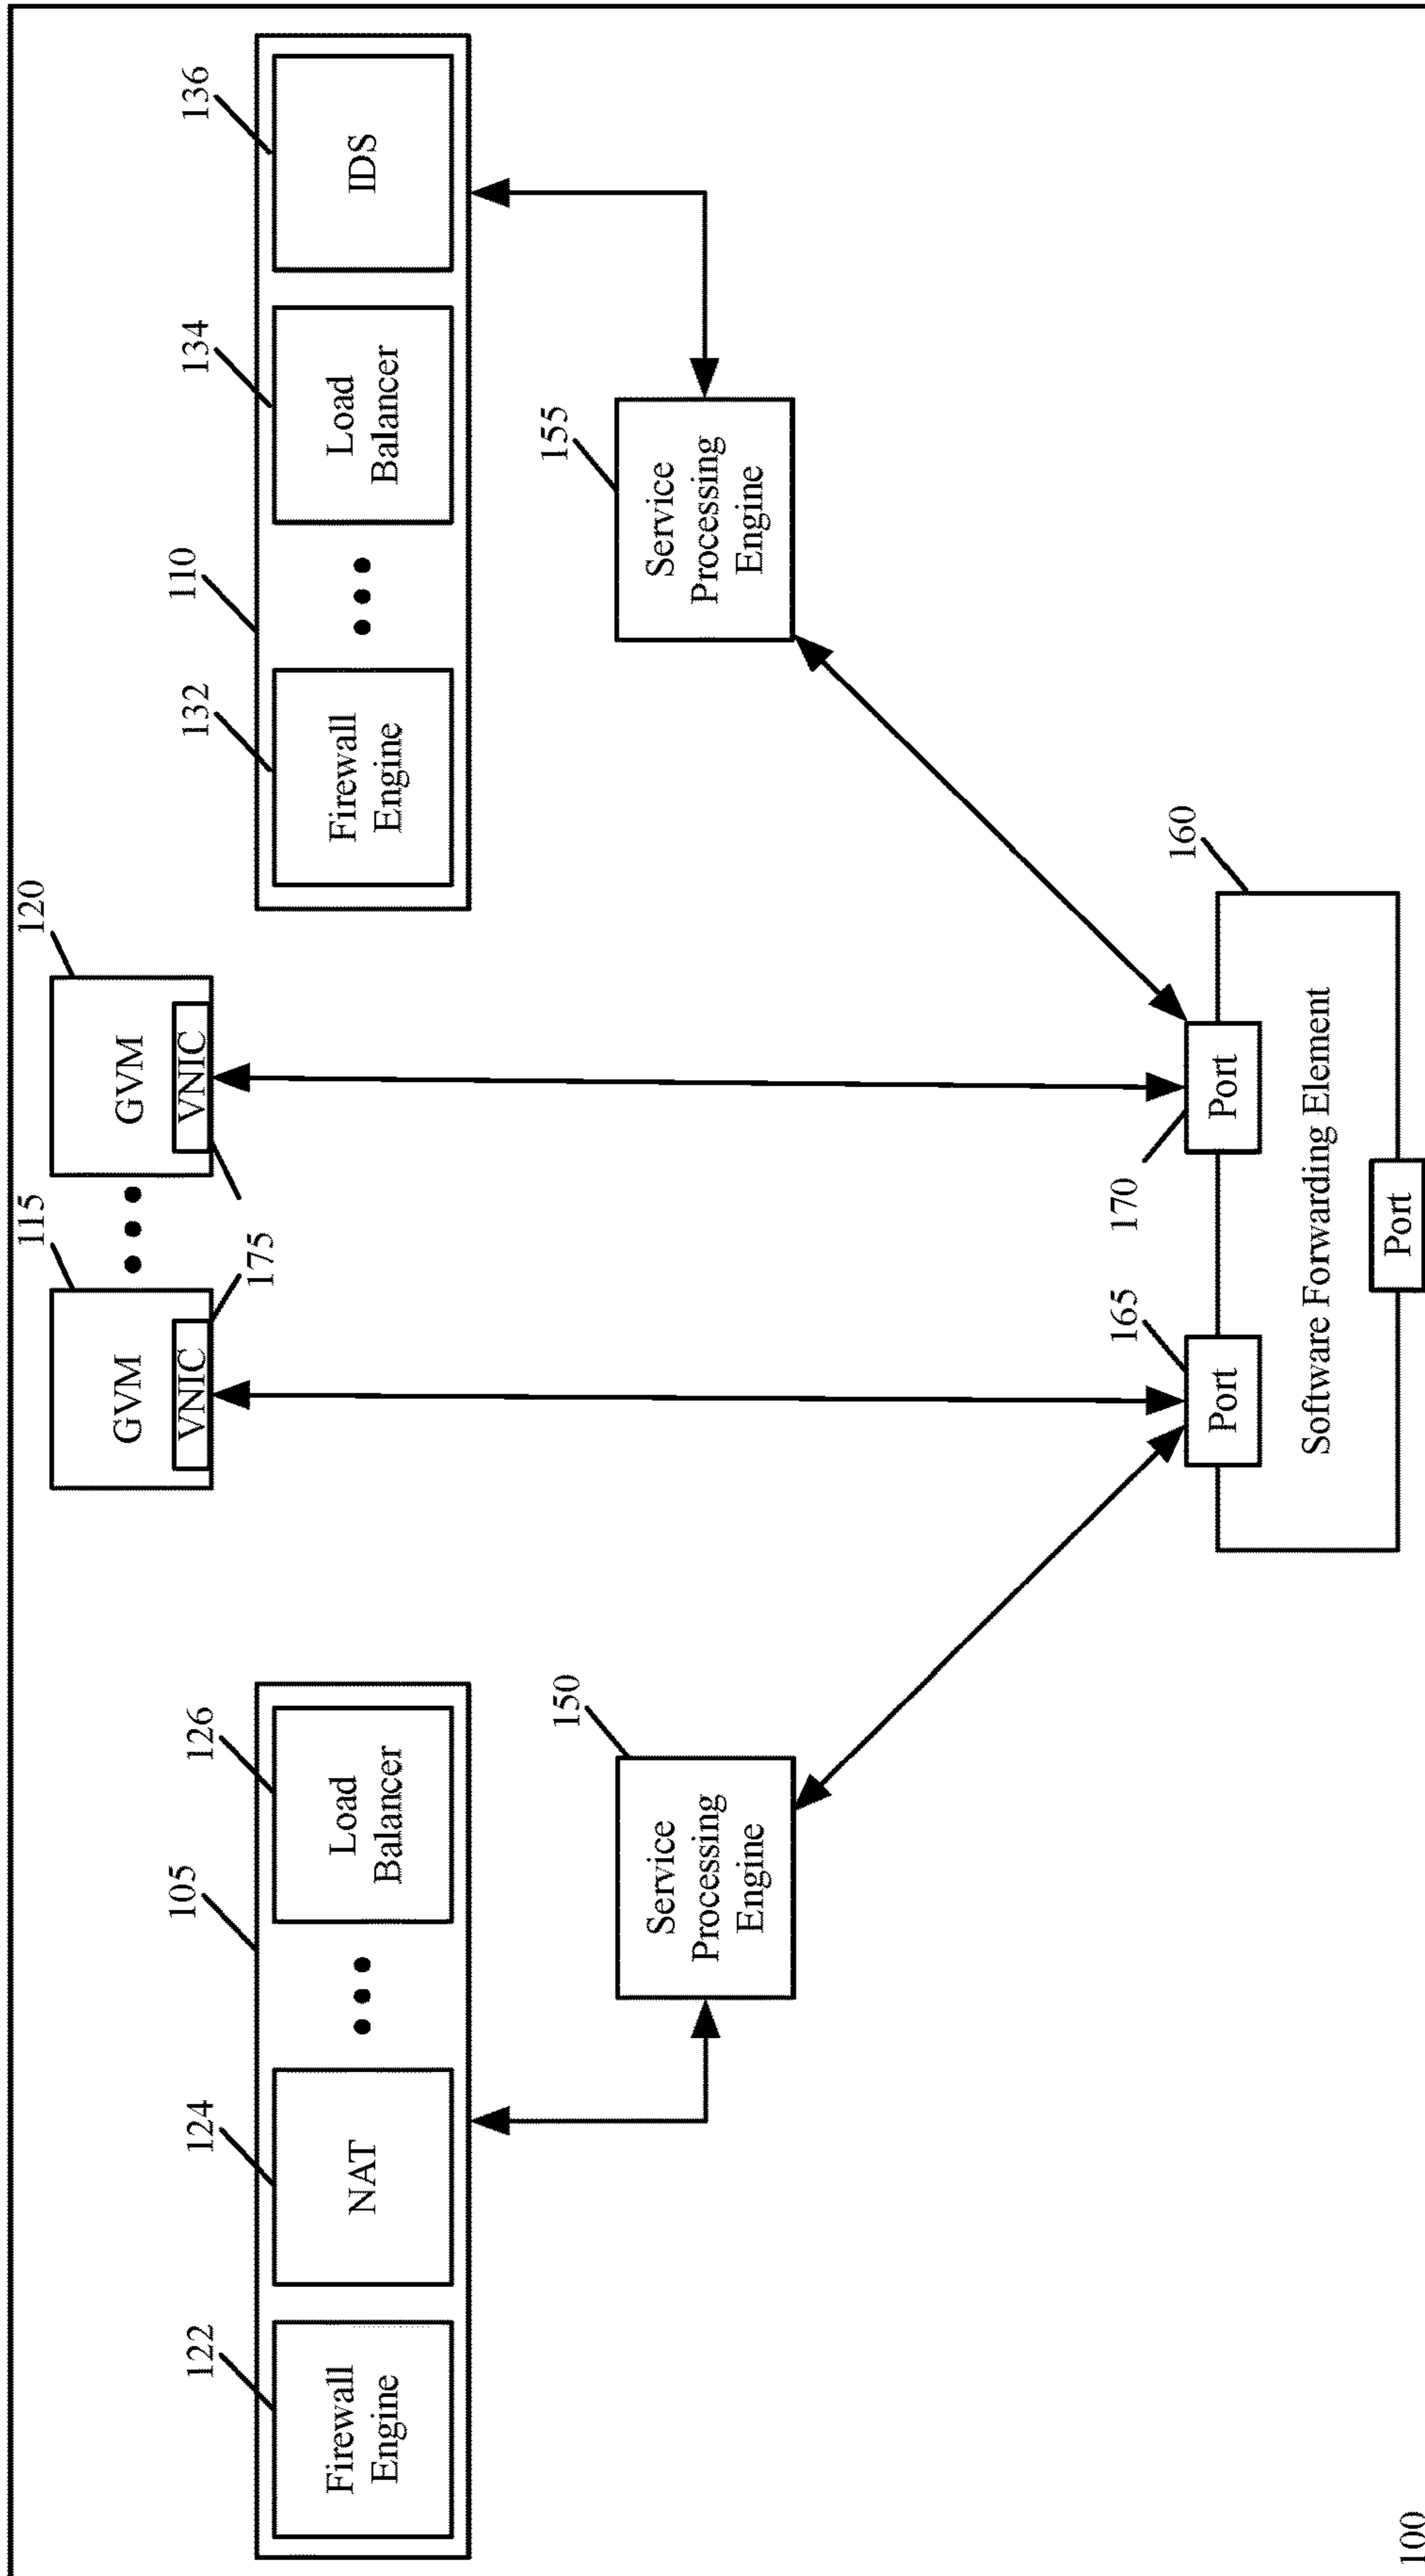 120
115
GVM
VNIC
GVM
VNIC
175
105
122
124
126
Firewall
Engine
NAT
Load
Balancer
110
132
134
136
Firewall
Engine
Load
Balancer
IDS
150
Service
Processing
Engine
155
Service
Processing
Engine
165
Port
170
Port
160
Software Forwarding Element
Port
100